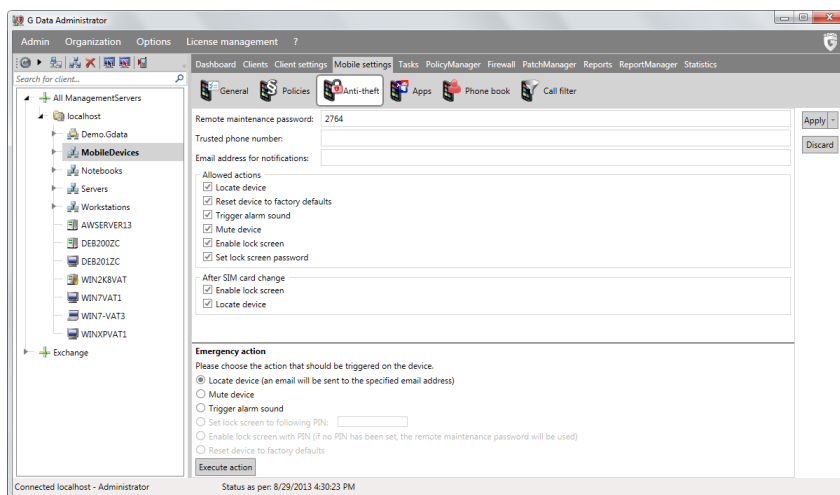 G Data Administrator
Admin Organization Options License management ?
Dashboard Clients Client settings Mobile settings Tasks PolicyManager Firewall PatchManager Reports ReportManager Statistics
Search for client...
General Policies Anti-theft Apps Phone book Call filter
All ManagementServers
localhost
Demo.Gdata
MobileDevices
Notebooks
Servers
Workstations
AWSERVER13
DEB200ZC
DEB201ZC
WIN2K8VAT
WIN7VAT1
WIN7-VAT3
WINXPVAT1
Exchange
Remote maintenance password: 2764
Trusted phone number:
Email address for notifications:
Apply
Discard
Allowed actions
Locate device
Reset device to factory defaults
Trigger alarm sound
Mute device
Enable lock screen
Set lock screen password
After SIM card change
Enable lock screen
Locate device
Emergency action
Please choose the action that should be triggered on the device.
Locate device (an email will be sent to the specified email address)
Mute device
Trigger alarm sound
Set lock screen to following PIN:
Enable lock screen with PIN (if no PIN has been set, the remote maintenance password will be used)
Reset device to factory defaults
Execute action
Connected localhost - Administrator Status as per: 8/29/2013 4:30:23 PM